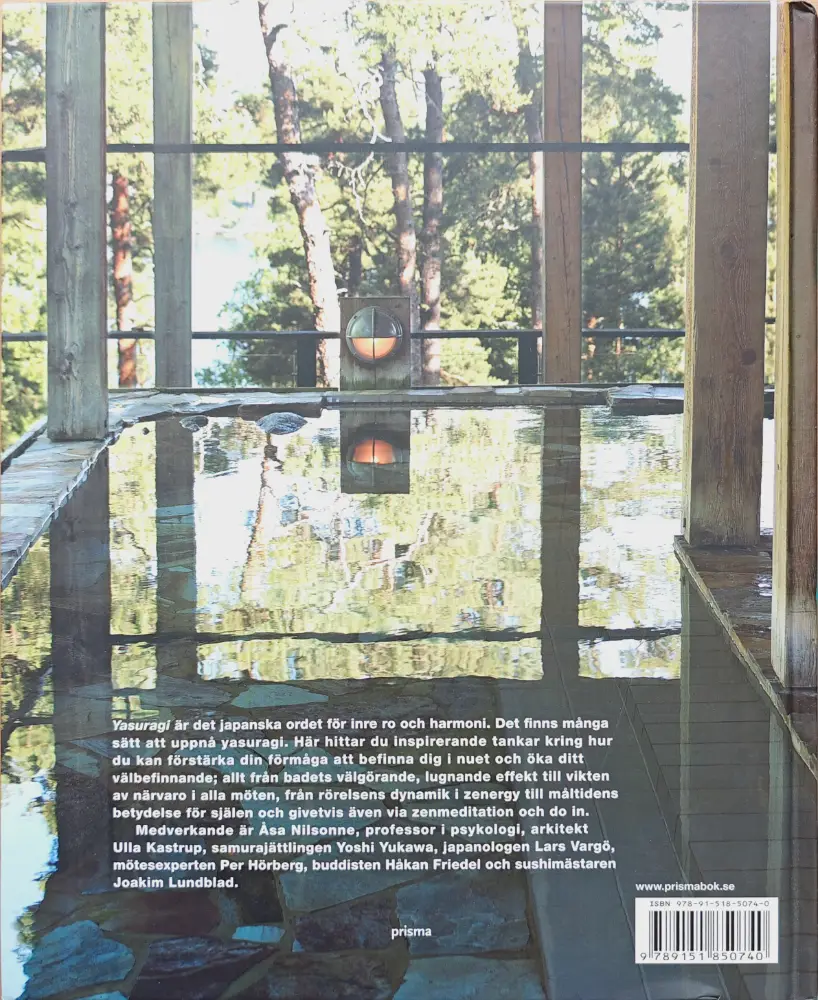 Yasuragi är det japanska ordet för inre ro och harmoni. Det finns många
sätt att uppnå yasuragi. Här hittar du inspirerande tankar kring hur
du kan förstärka din förmåga att befinna dig i nuet och öka ditt
välbefinnande; allt från badets välgörande, lugnande effekt till vikten
av närvaro i alla möten, från rörelsens dynamik i zenergy till måltidens
betydelse för själen och givetvis även via zenmeditation och do in.
Medverkande är Åsa Nilsonne, professor i psykologi, arkitekt
Ulla Kastrup, samurajättlingen Yoshi Yukawa, japanologen Lars Vargö,
mötesexperten Per Hörberg, buddisten Håkan Friedel och sushimästaren
Joakim Lundblad.
www.prismabok.se
ISBN 978-91-518-5074-0
9 789151 850740
prisma